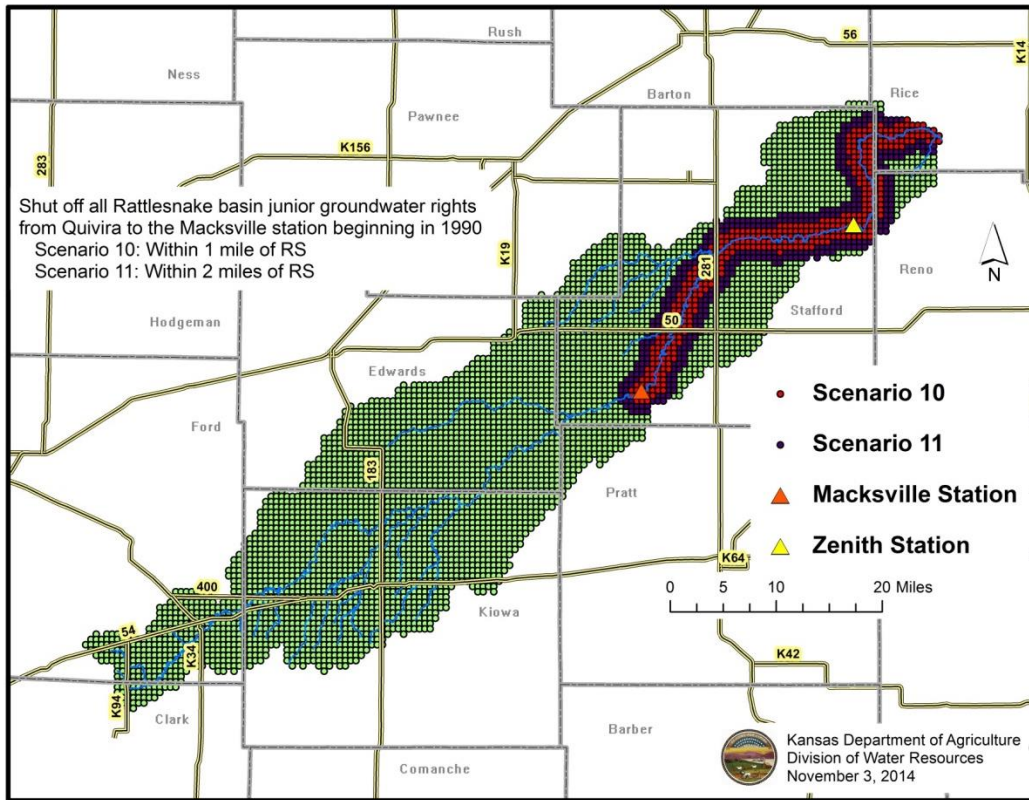 Rush
56
K14
Ness
Rice
Barton
Pawnee
K156
283
Shut off all Rattlesnake basin junior groundwater rights
from Quivira to the Macksville station beginning in 1990
Scenario 10: Within 1 mile of RS
Scenario 11: Within 2 miles of RS
K19
281
N
Reno
Hodgeman
50
Stafford
Edwards
Scenario 10
Ford
Scenario 11
183
Pratt
Macksville Station
Zenith Station
K64
400
0 5 10 20 Miles
Kiowa
54
K34
K42
K94
Clark
Barber
Kansas Department of Agriculture
Division of Water Resources
November 3, 2014
Comanche